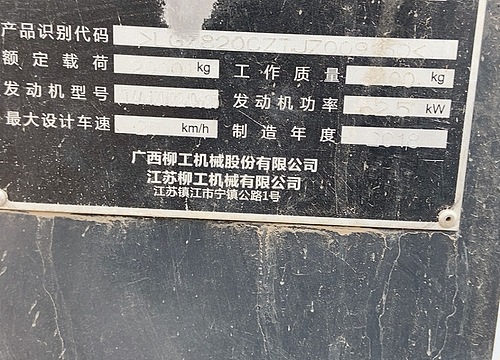 产品识别代码
额定载荷 kg 工作质量 kg
发动机型号 发动机功率 kW
最大设计车速 km/h 制造年度
广西柳工机械股份有限公司
江苏柳工机械有限公司
江苏镇江市宁镇公路1号